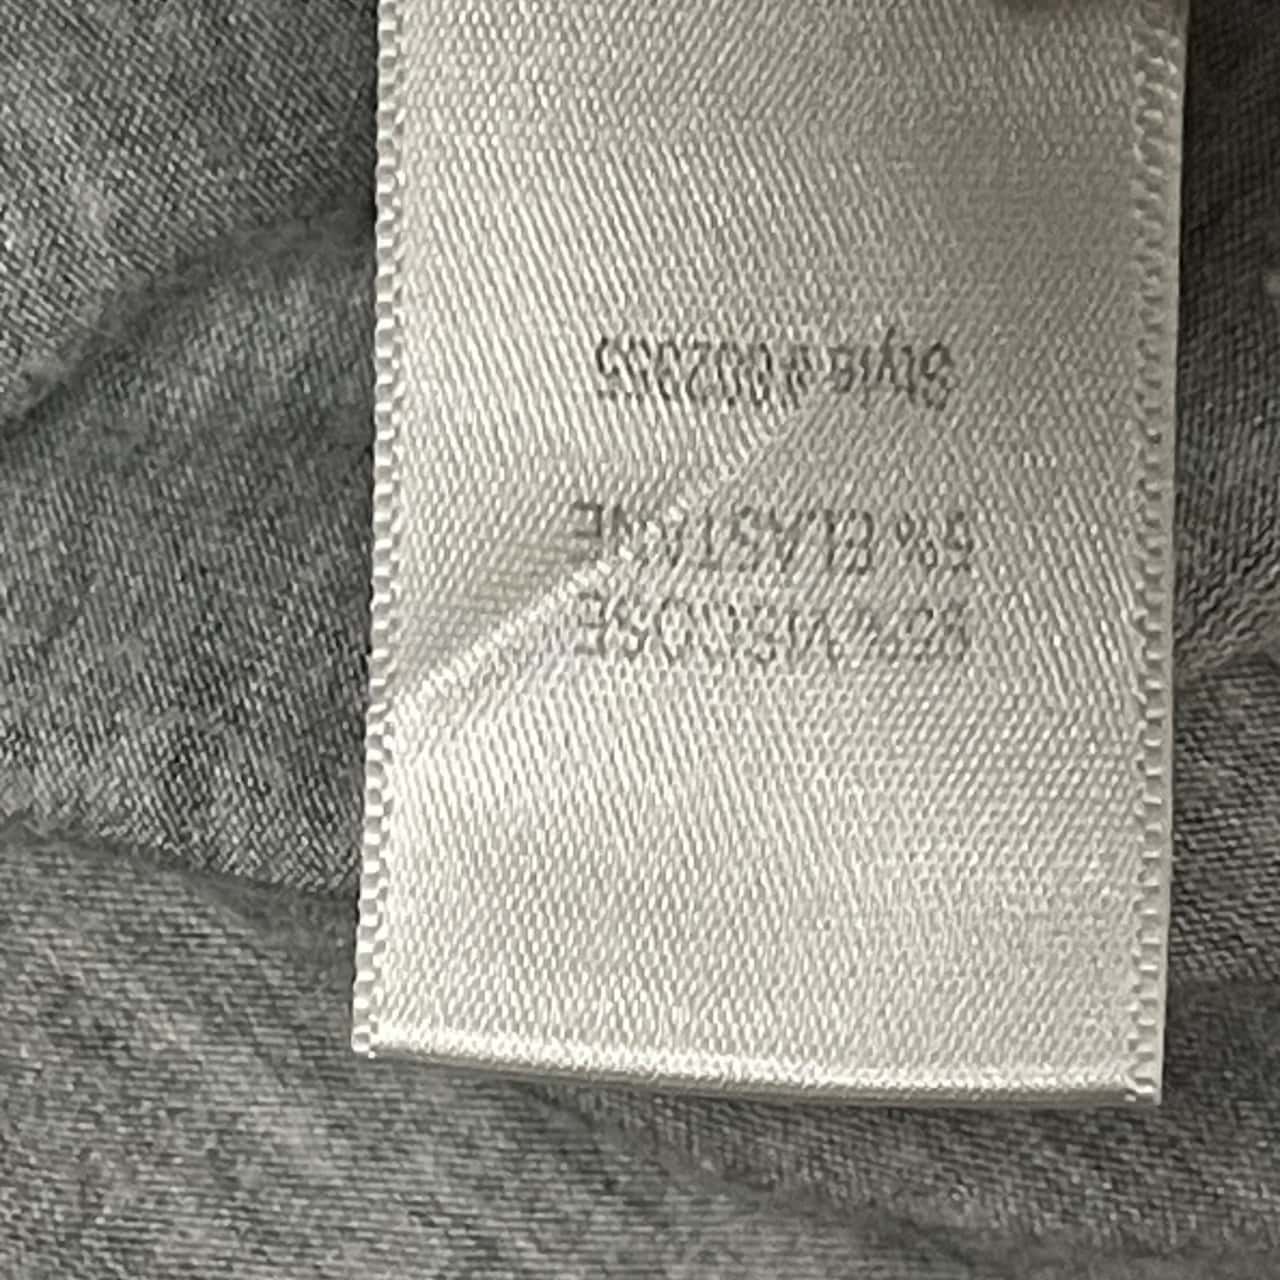 95% VISCOSE
5% ELASTANE
Style #